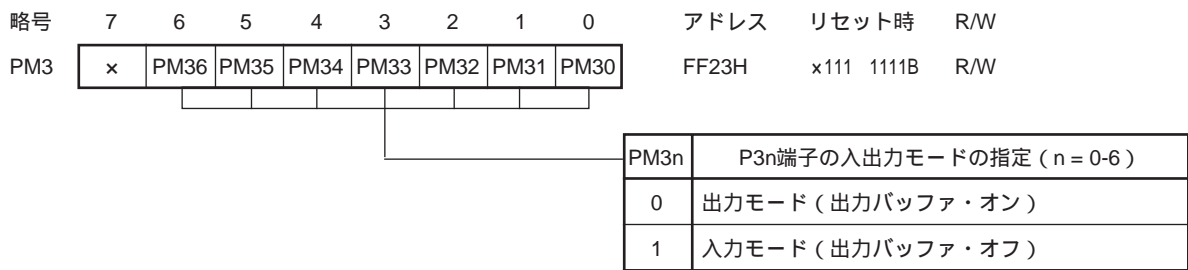 略号 7 6 5 4 3 2 1 0 アドレス リセット時 R/W
PM3 × PM36 PM35 PM34 PM33 PM32 PM31 PM30 FF23H ×111 1111B R/W
PM3n P3n端子の入出力モードの指定（n = 0-6）
0 出力モード（出力バッファ・オン）
1 入力モード（出力バッファ・オフ）